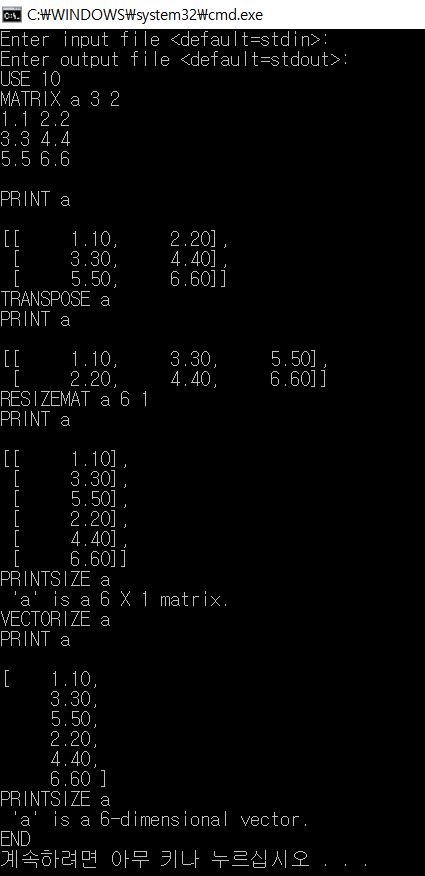 C:₩WINDOWS₩system32₩cmd.exe
Enter input file <default=stdin>:
Enter output file <default=stdout>:
USE 10
MATRIX a 3 2
1.1 2.2
3.3 4.4
5.5 6.6
PRINT a
[[     1.10,     2.20],
 [     3.30,     4.40],
 [     5.50,     6.60]]
TRANSPOSE a
PRINT a
[[     1.10,     3.30,     5.50],
 [     2.20,     4.40,     6.60]]
RESIZEMAT a 6 1
PRINT a
[[     1.10],
 [     3.30],
 [     5.50],
 [     2.20],
 [     4.40],
 [     6.60]]
PRINTSIZE a
 'a' is a 6 X 1 matrix.
VECTORIZE a
PRINT a
[    1.10,
     3.30,
     5.50,
     2.20,
     4.40,
     6.60 ]
PRINTSIZE a
 'a' is a 6-dimensional vector.
END
계속하려면 아무 키나 누르십시오 . . .